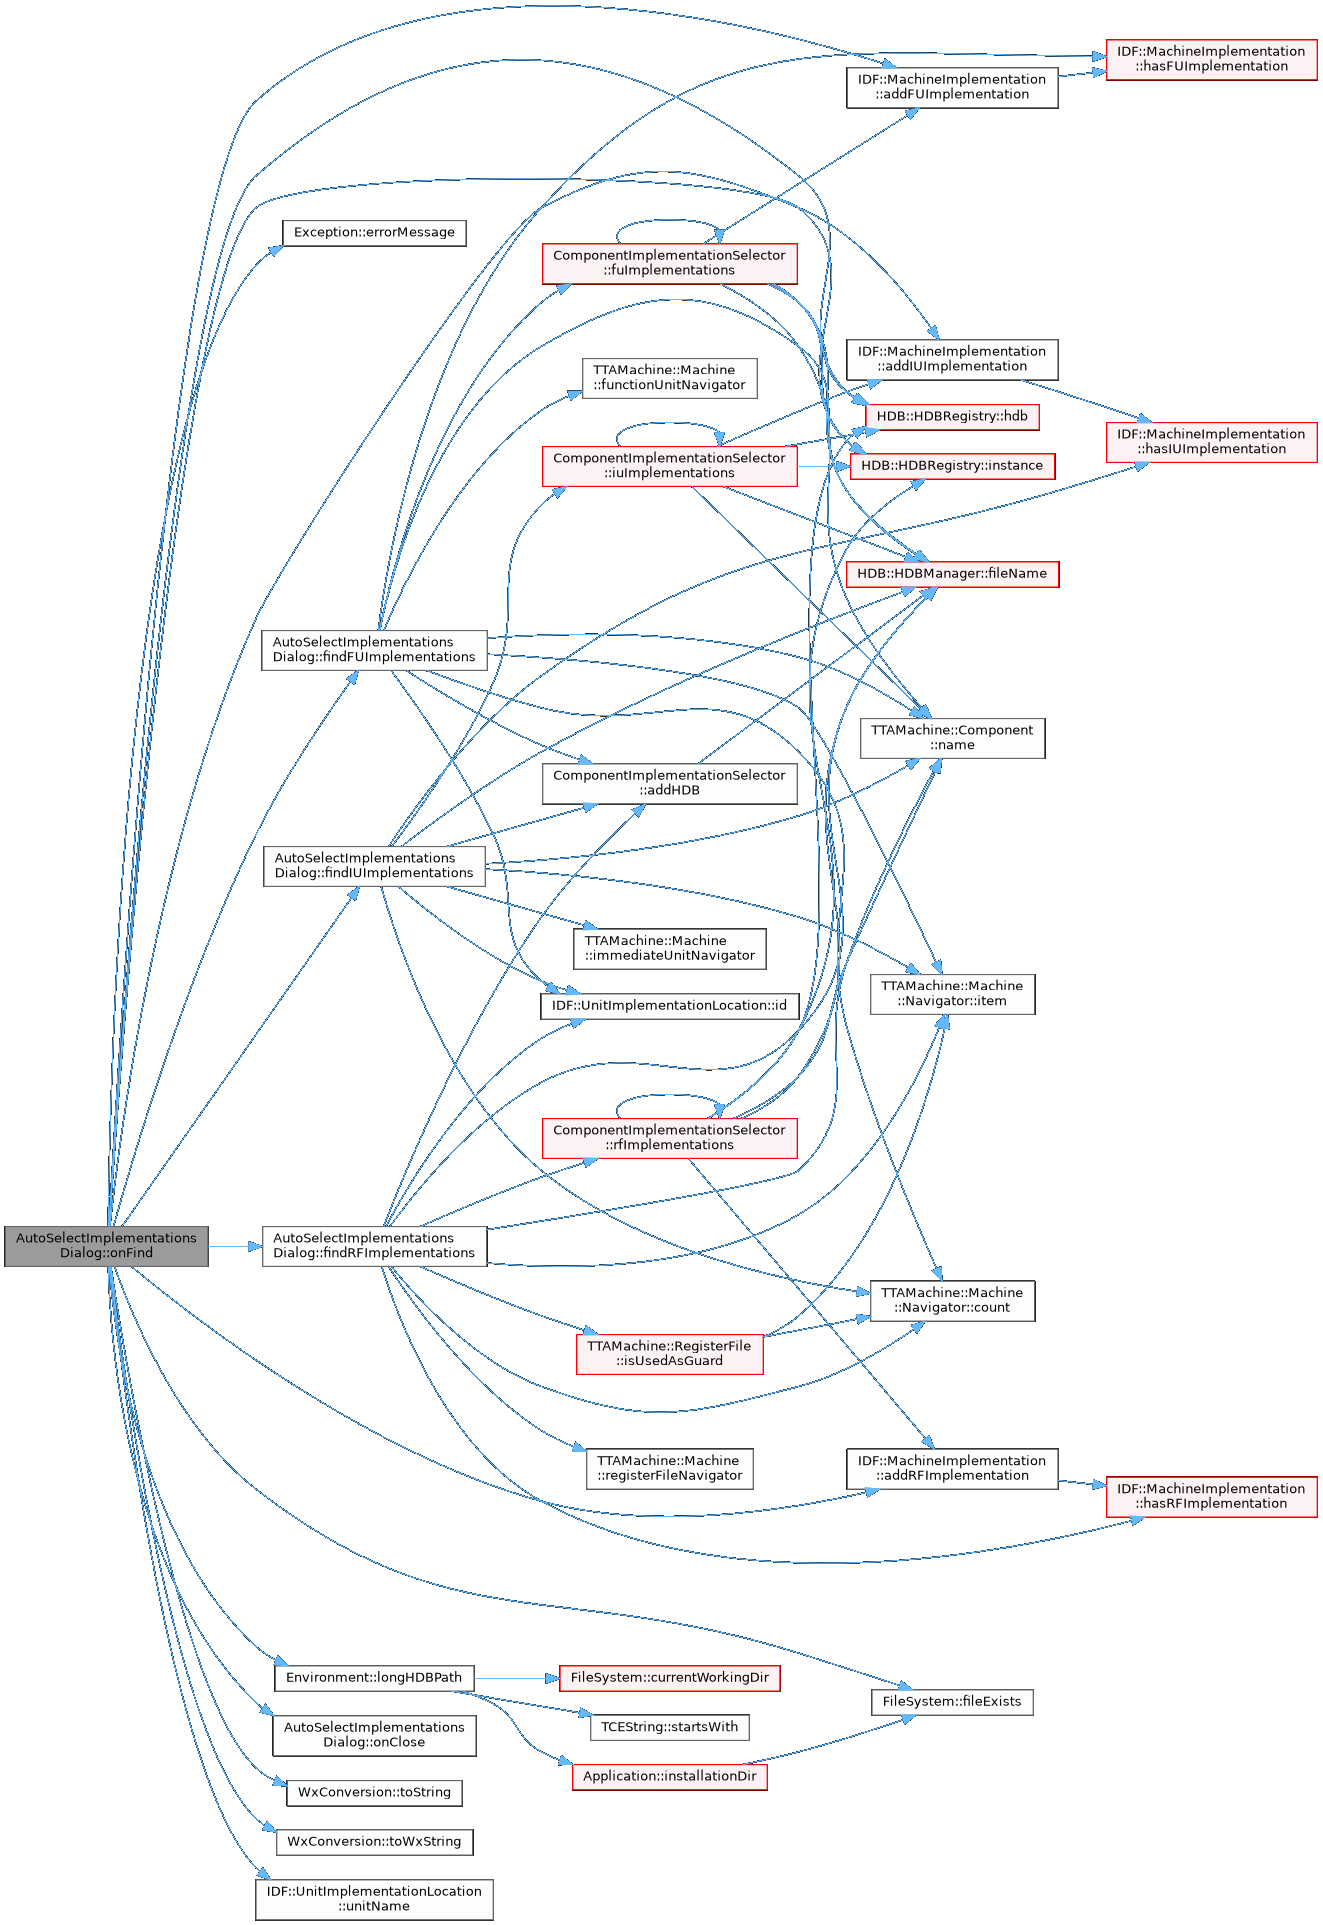 IDF::MachineImplementation
::hasFUImplementation
IDF::MachineImplementation
::addFUImplementation
Exception::errorMessage
ComponentImplementationSelector
::fuImplementations
IDF::MachineImplementation
::addIUImplementation
TTAMachine::Machine
::functionUnitNavigator
HDB::HDBRegistry::hdb
IDF::MachineImplementation
::hasIUImplementation
ComponentImplementationSelector
::iuImplementations
HDB::HDBRegistry::instance
HDB::HDBManager::fileName
AutoSelectImplementations
Dialog::findFUImplementations
TTAMachine::Component
::name
ComponentImplementationSelector
::addHDB
AutoSelectImplementations
Dialog::findIUImplementations
TTAMachine::Machine
::immediateUnitNavigator
TTAMachine::Machine
::Navigator::item
IDF::UnitImplementationLocation::id
ComponentImplementationSelector
::rfImplementations
AutoSelectImplementations
Dialog::onFind
AutoSelectImplementations
Dialog::findRFImplementations
TTAMachine::Machine
::Navigator::count
TTAMachine::RegisterFile
::isUsedAsGuard
TTAMachine::Machine
::registerFileNavigator
IDF::MachineImplementation
::addRFImplementation
IDF::MachineImplementation
::hasRFImplementation
Environment::longHDBPath
FileSystem::currentWorkingDir
FileSystem::fileExists
TCEString::startsWith
AutoSelectImplementations
Dialog::onClose
Application::installationDir
WxConversion::toString
WxConversion::toWxString
IDF::UnitImplementationLocation
::unitName